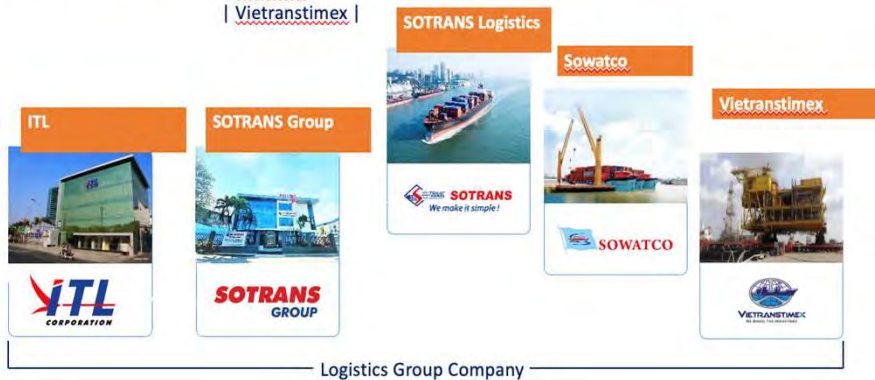 | Vietranstimex |
SOTRANS Logistics
Sowatco
Vietranstimex
ITL
SOTRANS Group
ITL
SOTRANS
We make it simple!
SOWATCO
ITL
CORPORATION
SOTRANS
GROUP
VIETRANSTIMEX
Logistics Group Company